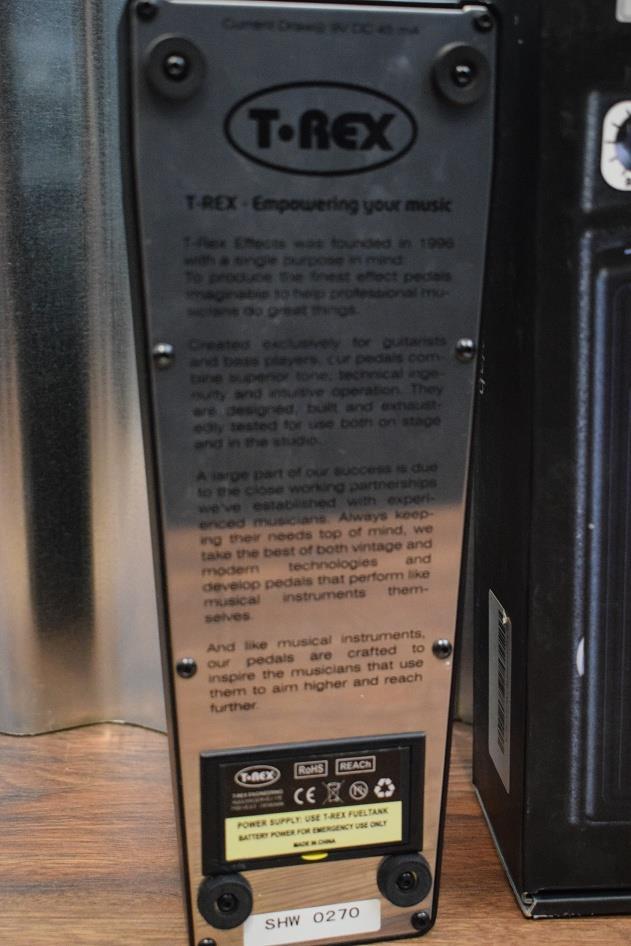 Current Draw@ 9V DC 45 mA
T•REX
T-REX - Empowering your music
T-Rex Effects was founded in 1996
with a single purpose in mind:
To produce the finest effect pedals
imaginable to help professional mu-
sicians do great things.
Created exclusively for guitarists
and bass players, our pedals com-
bine superior tone, technical inge-
nuity and intuitive operation. They
are designed, built and exhaust-
edly tested for use both on stage
and in the studio.
A large part of our success is due
to the close working partnerships
we've established with experi-
enced musicians. Always keep-
ing their needs top of mind, we
take the best of both vintage and
modern technologies and
develop pedals that perform like
musical instruments them-
selves.
And like musical instruments,
our pedals are crafted to
inspire the musicians that use
them to aim higher and reach
further.
T-REX RoHS REACh
T-REX ENGINEERING
CE
POWER SUPPLY: USE T-REX FUELTANK
BATTERY POWER FOR EMERGENCY USE ONLY
MADE IN CHINA
SHW 0270